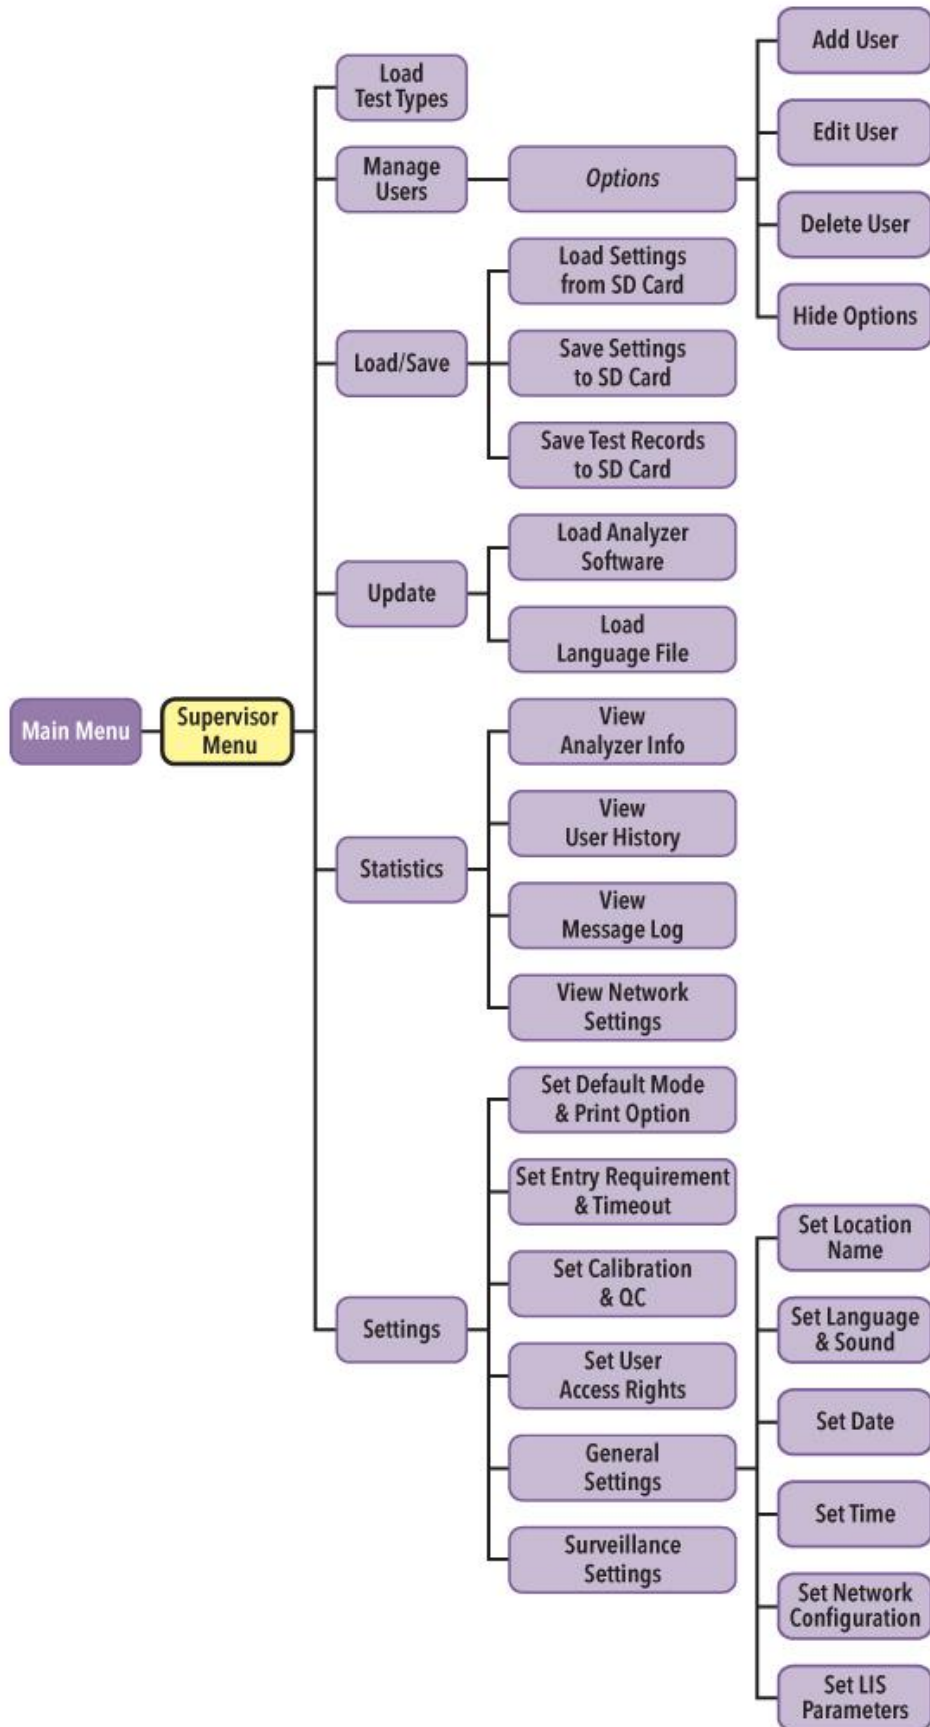 Main Menu
Supervisor
Menu
Load
Test Types
Manage
Users
Options
Add User
Edit User
Delete User
Hide Options
Load/Save
Load Settings
from SD Card
Save Settings
to SD Card
Save Test Records
to SD Card
Update
Load Analyzer
Software
Load
Language File
Statistics
View
Analyzer Info
View
User History
View
Message Log
View Network
Settings
Settings
Set Default Mode
& Print Option
Set Entry Requirement
& Timeout
Set Calibration
& QC
Set User
Access Rights
General
Settings
Set Location
Name
Set Language
& Sound
Set Date
Set Time
Set Network
Configuration
Set LIS
Parameters
Surveillance
Settings